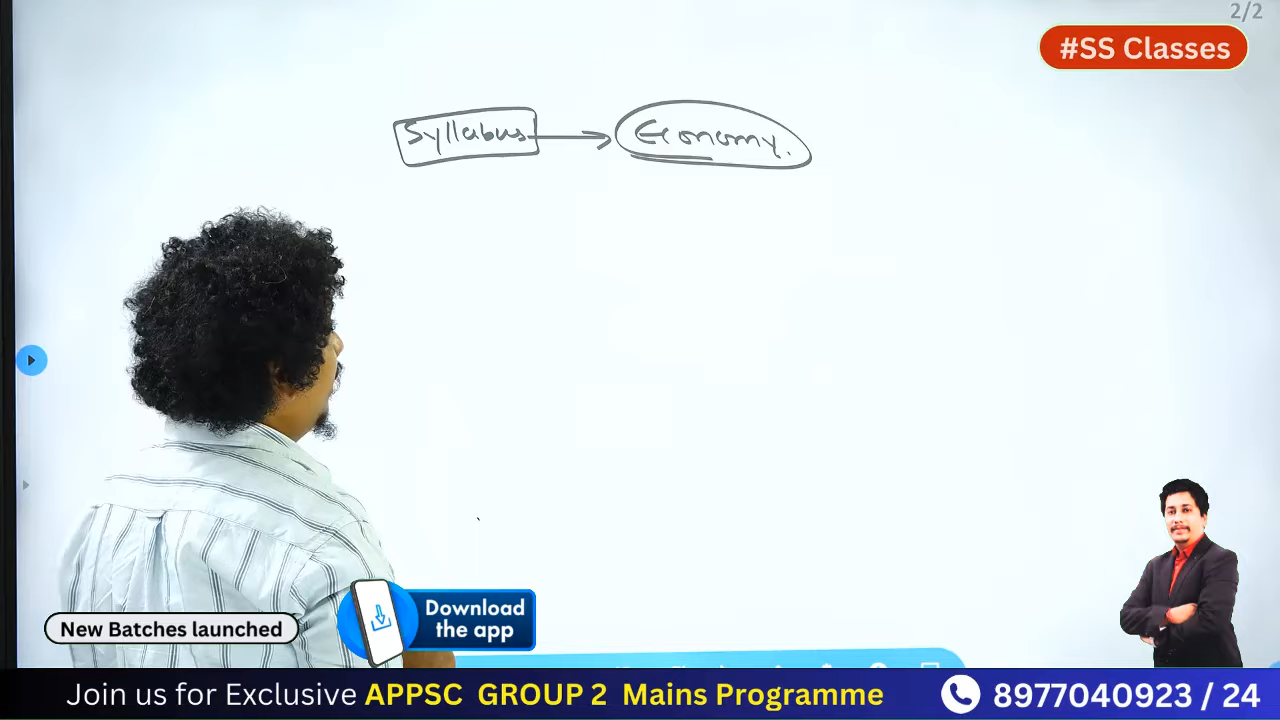 2/2
#SS Classes
Syllabus → Economy.
Download
the app
New Batches launched
Join us for Exclusive APPSC GROUP 2 Mains Programme
8977040923 / 24